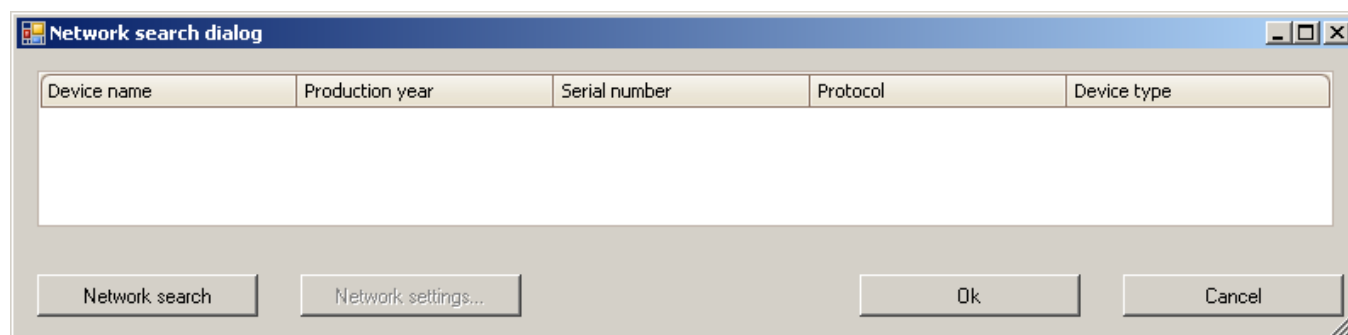 Network search dialog
Device name Production year Serial number Protocol Device type
Network search Network settings... Ok Cancel